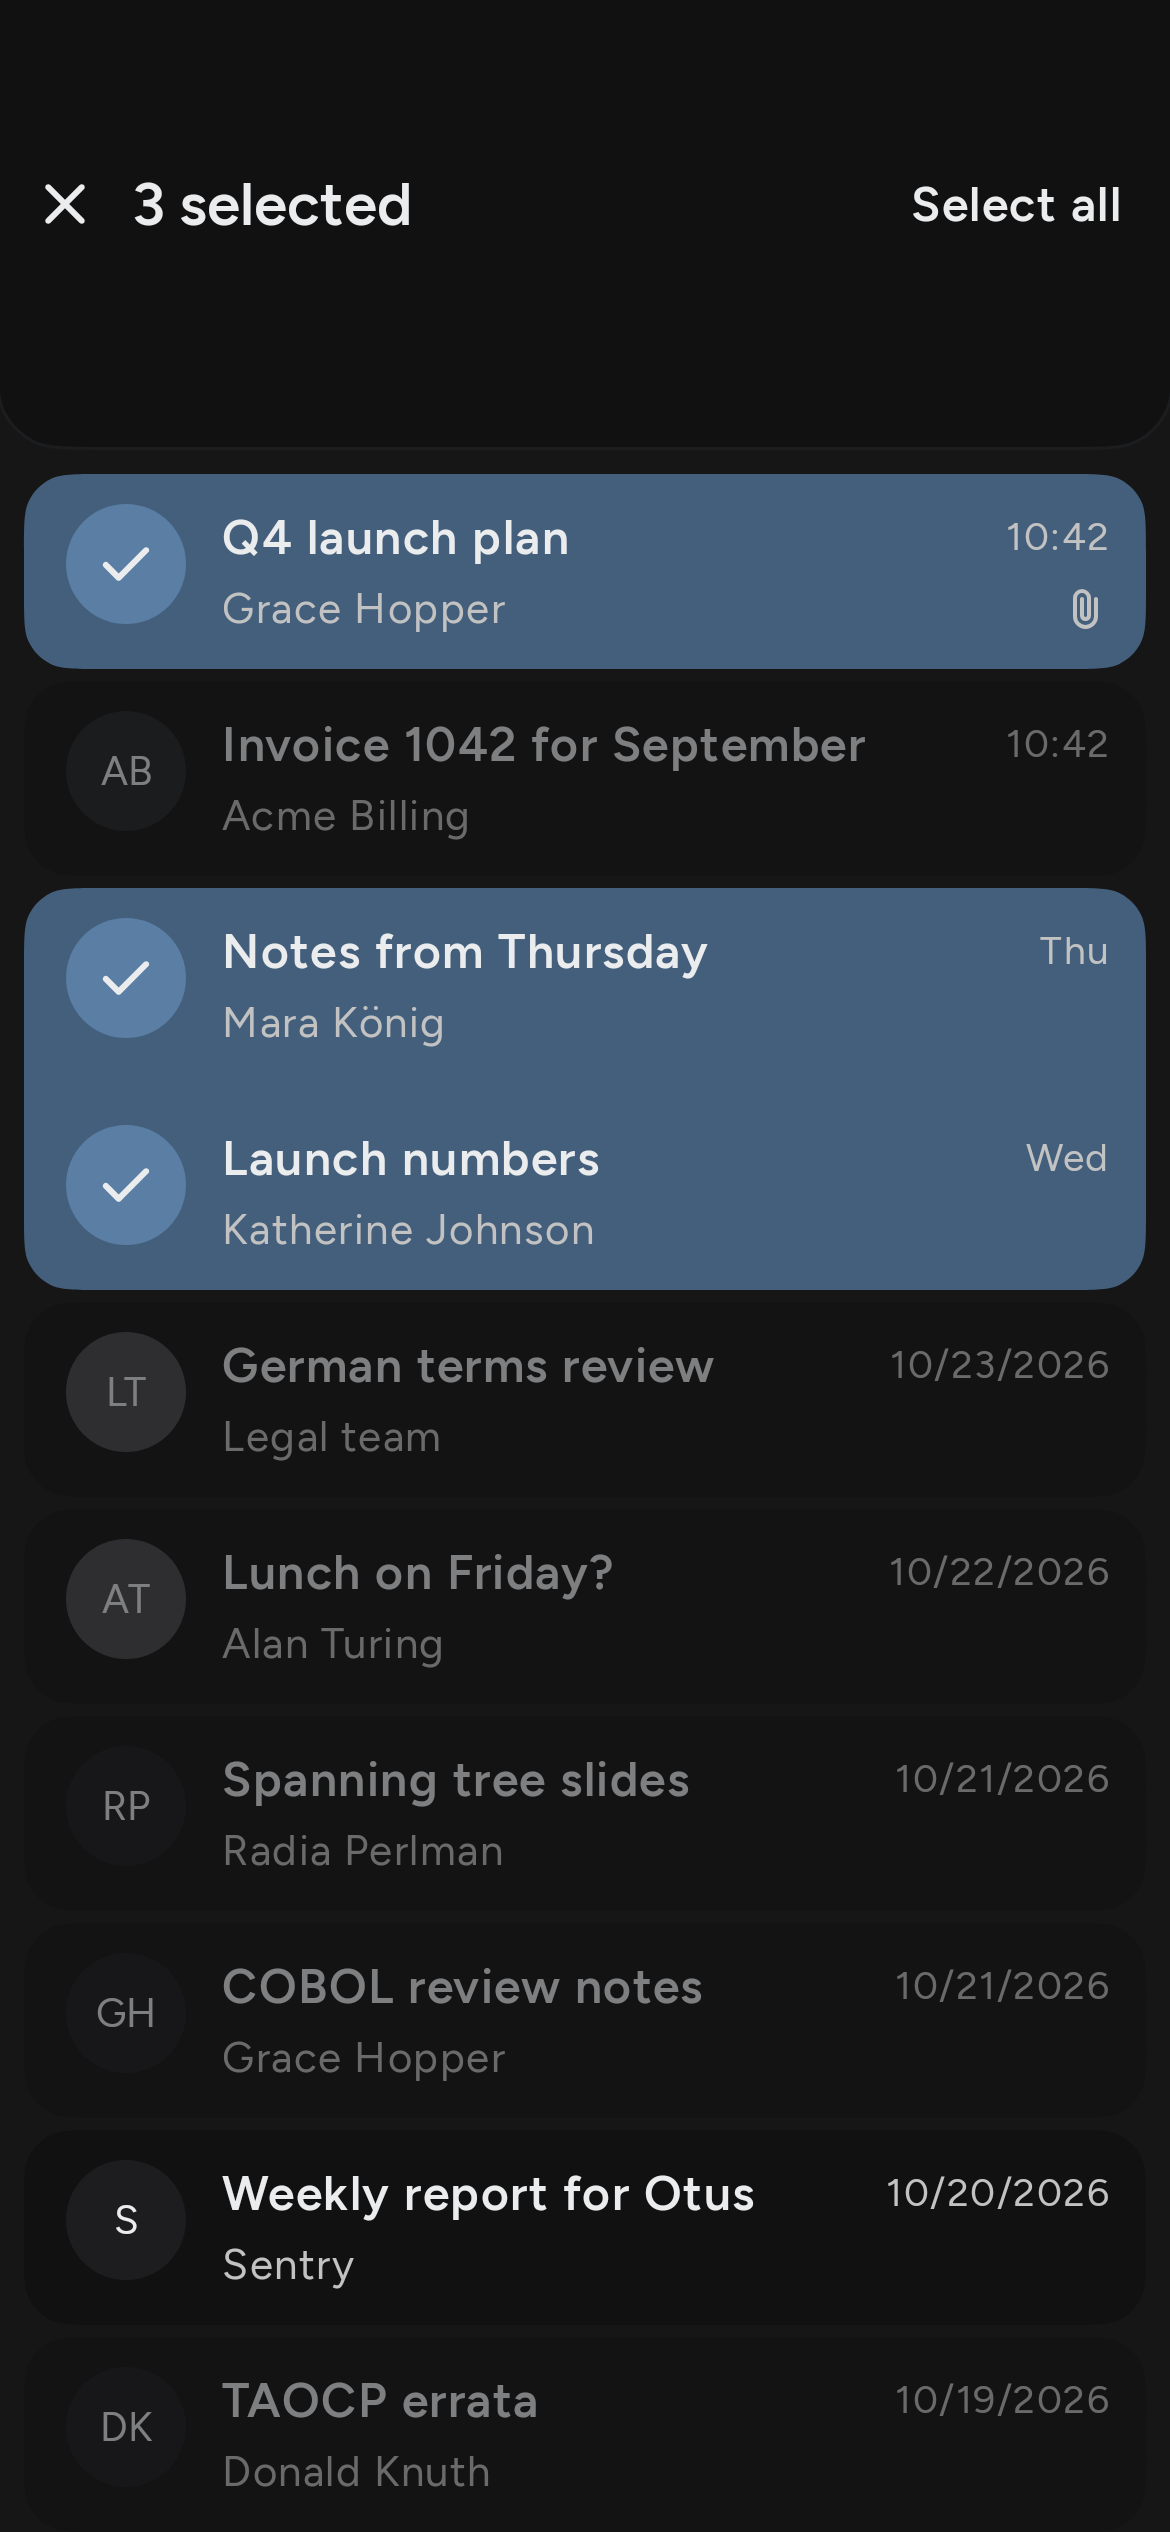 3 selected
Select all
Q4 launch plan
10:42
Grace Hopper
AB
Invoice 1042 for September
10:42
Acme Billing
Notes from Thursday
Thu
Mara König
Launch numbers
Wed
Katherine Johnson
LT
German terms review
10/23/2026
Legal team
AT
Lunch on Friday?
10/22/2026
Alan Turing
RP
Spanning tree slides
10/21/2026
Radia Perlman
GH
COBOL review notes
10/21/2026
Grace Hopper
S
Weekly report for Otus
10/20/2026
Sentry
DK
TAOCP errata
10/19/2026
Donald Knuth